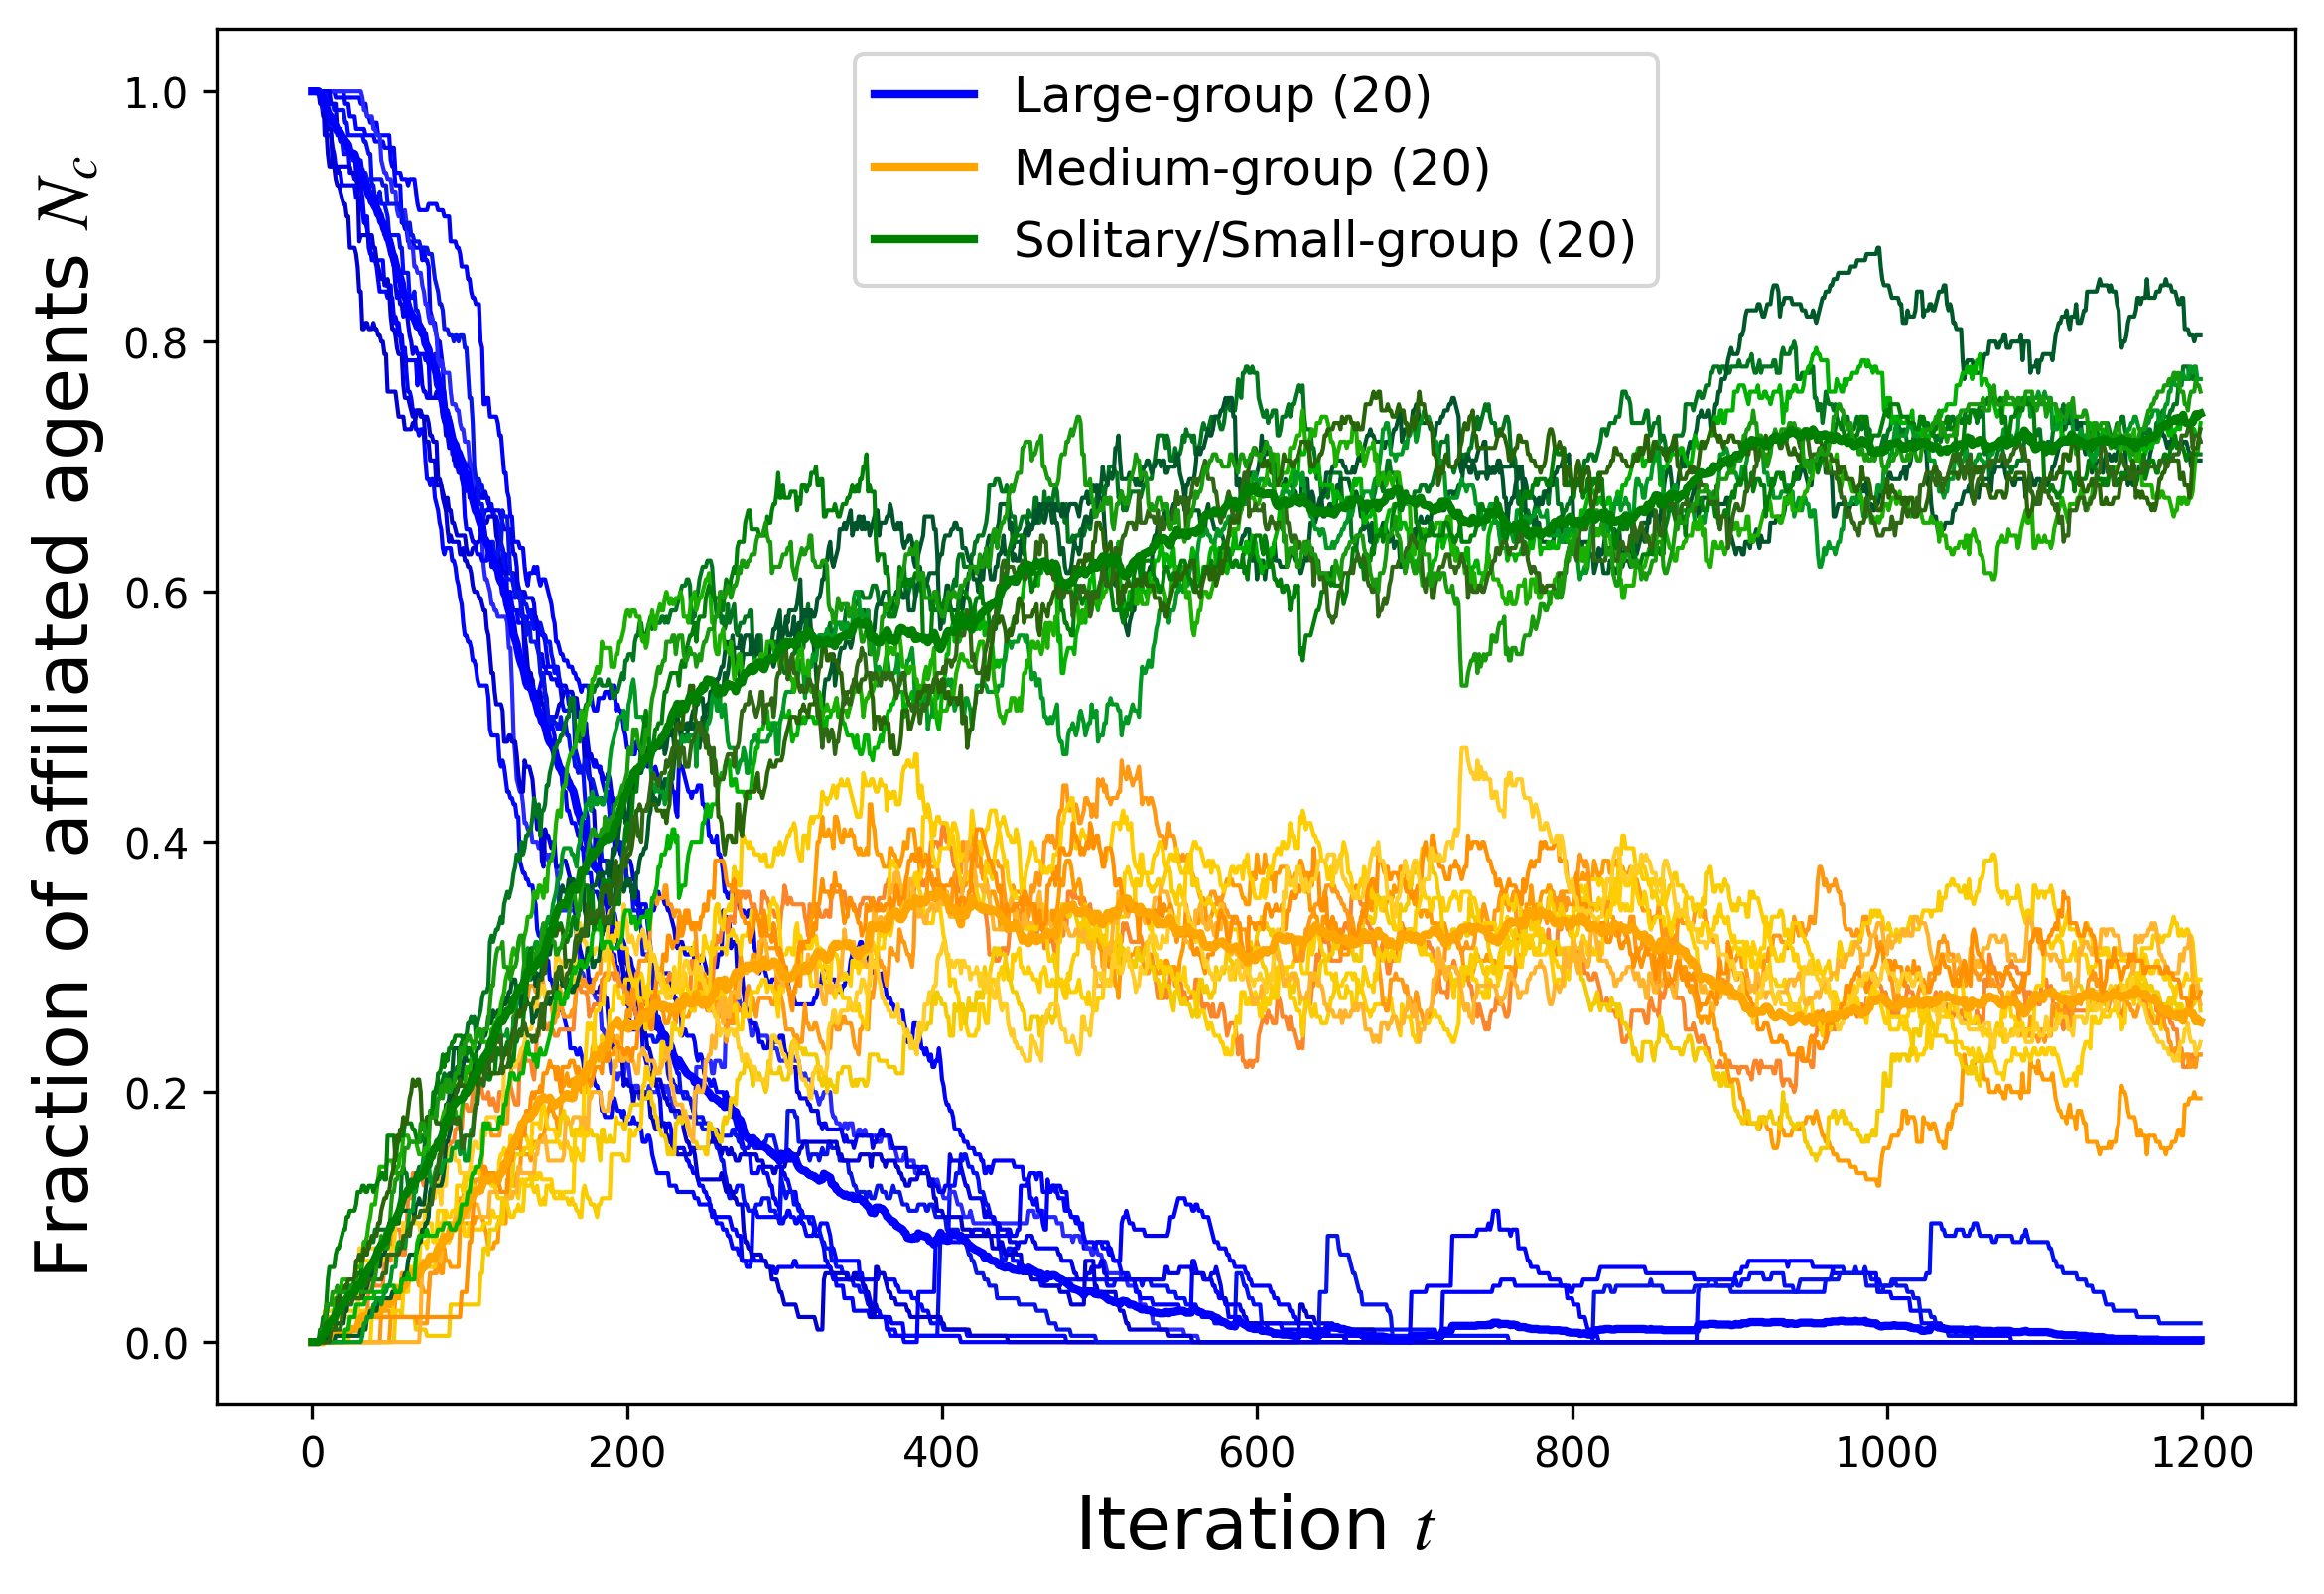 Large-group (20)
Medium-group (20)
Solitary/Small-group (20)
Fraction of affiliated agents N_c
1.0
0.8
0.6
0.4
0.2
0.0
0 200 400 600 800 1000 1200
Iteration t